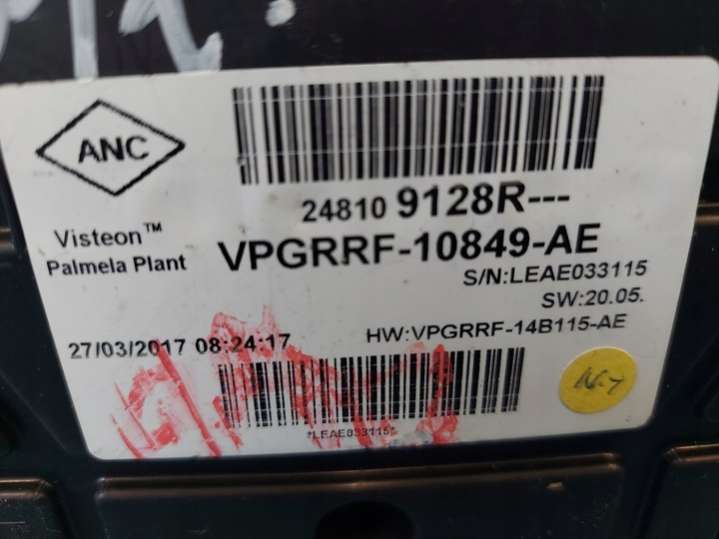 ANC
24810 9128R---
Visteon™
Palmela Plant
VPGRRF-10849-AE
S/N:LEAE033115
SW:20.05.
27/03/2017 08:24:17
HW:VPGRRF-14B115-AE
*LEAE033115*